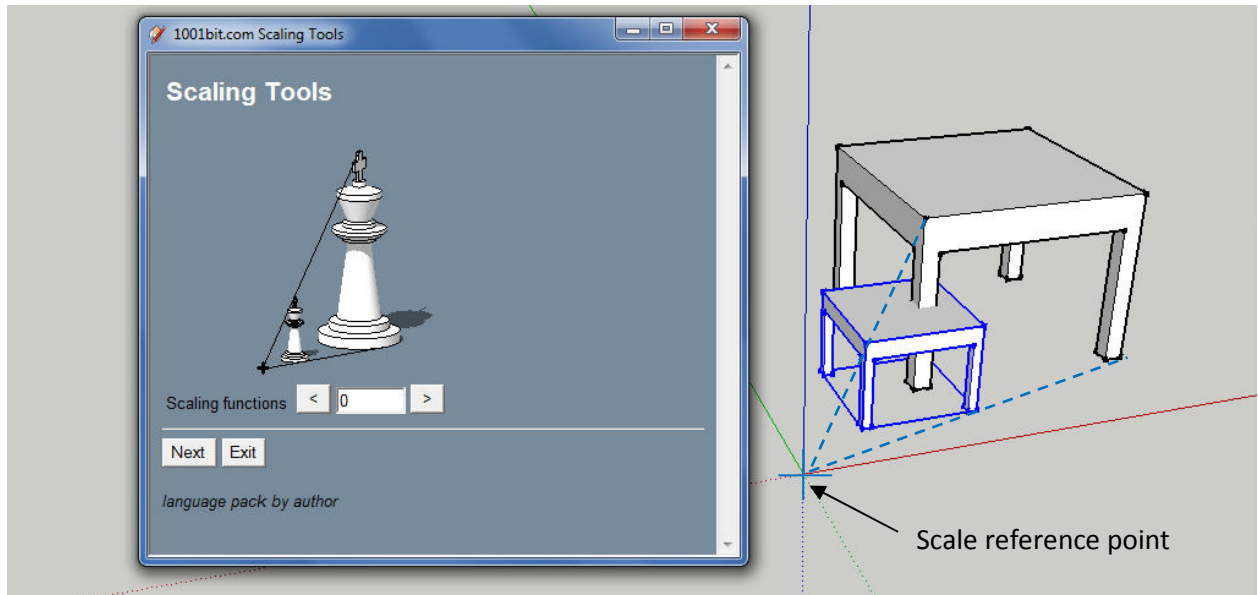 1001bit.com Scaling Tools
Scaling Tools
Scaling functions < 0 >
Next Exit
language pack by author
Scale reference point